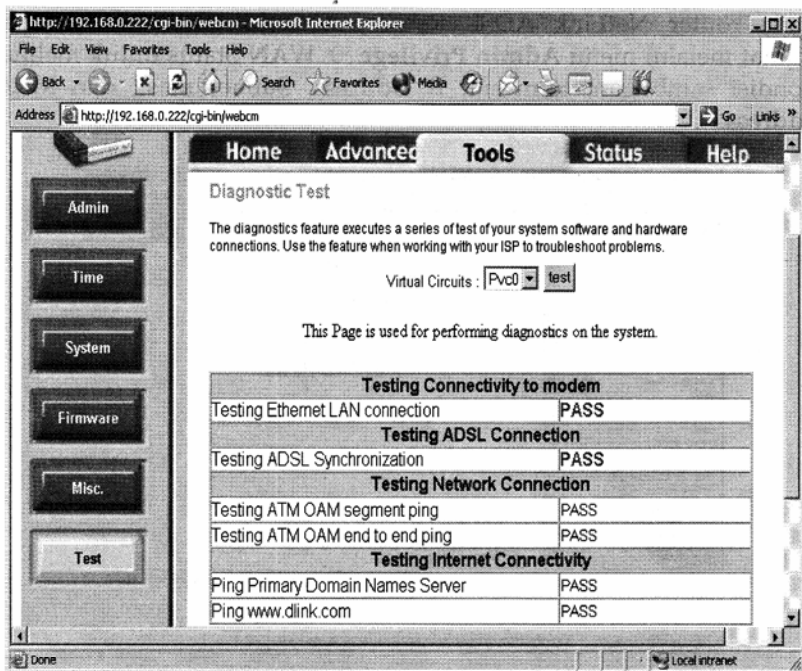 http://192.168.0.222/cgi-bin/webcm - Microsoft Internet Explorer
File Edit View Favorites Tools Help
Back Search Favorites Media
Address http://192.168.0.222/cgi-bin/webcm Go Links »
Home Advanced Tools Status Help
Admin
Time
System
Firmware
Misc.
Test
Diagnostic Test
The diagnostics feature executes a series of test of your system software and hardware
connections. Use the feature when working with your ISP to troubleshoot problems.
Virtual Circuits : Pvc0 test
This Page is used for performing diagnostics on the system.
Testing Connectivity to modem
Testing Ethernet LAN connection PASS
Testing ADSL Connection
Testing ADSL Synchronization PASS
Testing Network Connection
Testing ATM OAM segment ping PASS
Testing ATM OAM end to end ping PASS
Testing Internet Connectivity
Ping Primary Domain Names Server PASS
Ping www.dlink.com PASS
Done Local intranet